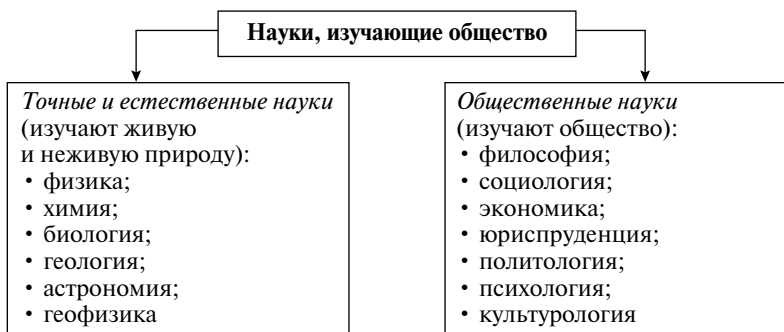 Науки, изучающие общество
Точные и естественные науки
(изучают живую
и неживую природу):
• физика;
• химия;
• биология;
• геология;
• астрономия;
• геофизика
Общественные науки
(изучают общество):
• философия;
• социология;
• экономика;
• юриспруденция;
• политология;
• психология;
• культурология